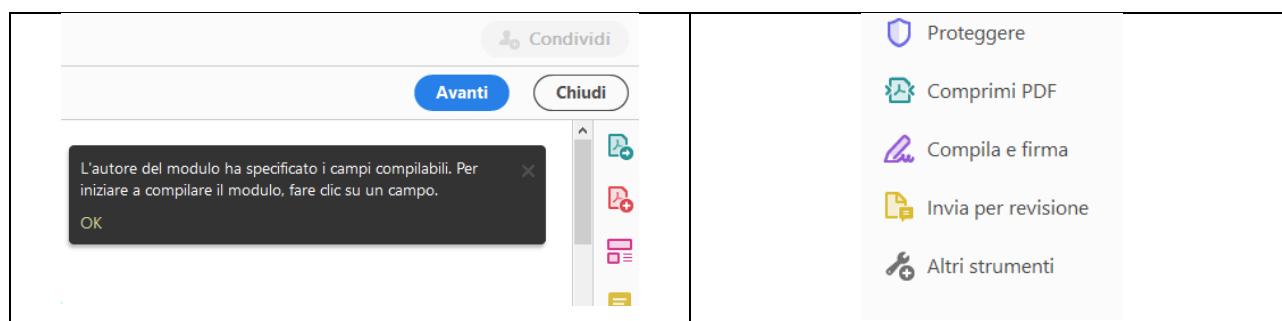 Condividi
Avanti
Chiudi
L'autore del modulo ha specificato i campi compilabili. Per
iniziare a compilare il modulo, fare clic su un campo.
OK
Proteggere
Comprimi PDF
Compila e firma
Invia per revisione
Altri strumenti